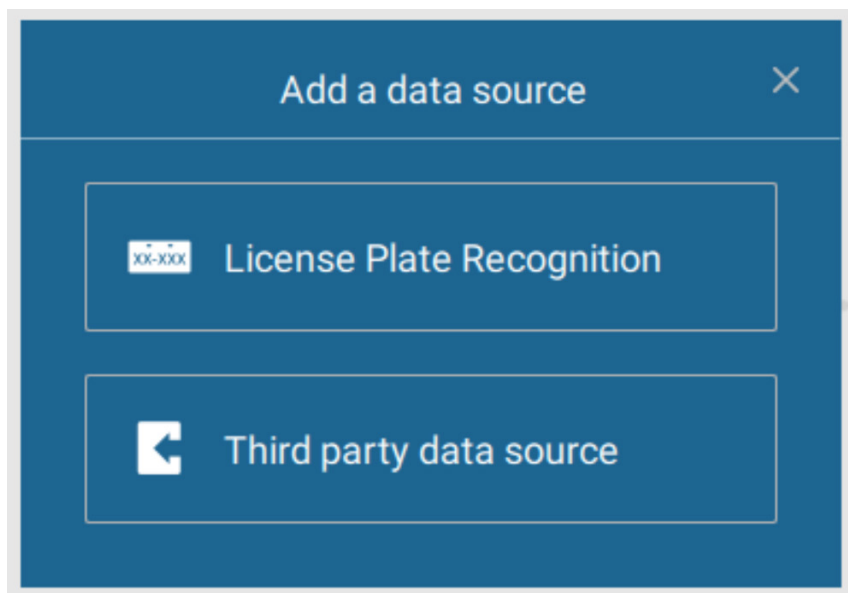 Add a data source
XX-XXX
License Plate Recognition
Third party data source